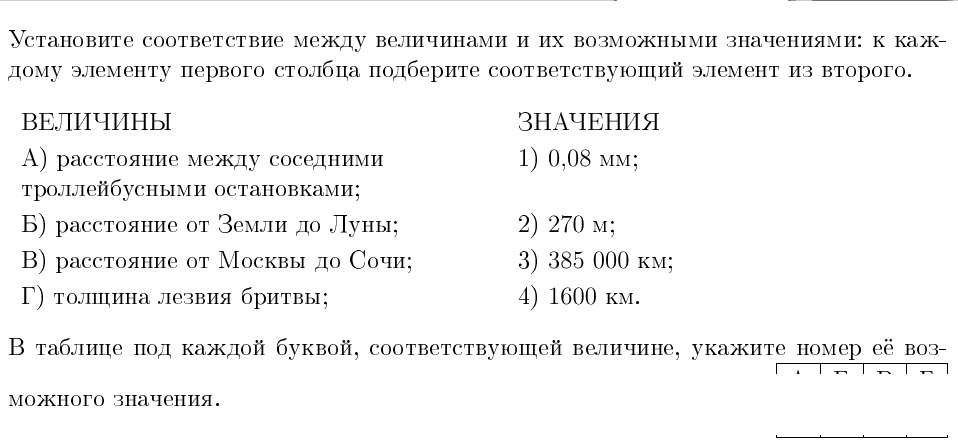 Установите соответствие между величинами и их возможными значениями: к каж-
дому элементу первого столбца подберите соответствующий элемент из второго.
ВЕЛИЧИНЫ ЗНАЧЕНИЯ
А) расстояние между соседними 1) 0,08 мм;
троллейбусными остановками;
Б) расстояние от Земли до Луны; 2) 270 м;
В) расстояние от Москвы до Сочи; 3) 385 000 км;
Г) толщина лезвия бритвы; 4) 1600 км.
В таблице под каждой буквой, соответствующей величине, укажите номер её воз-
можного значения.